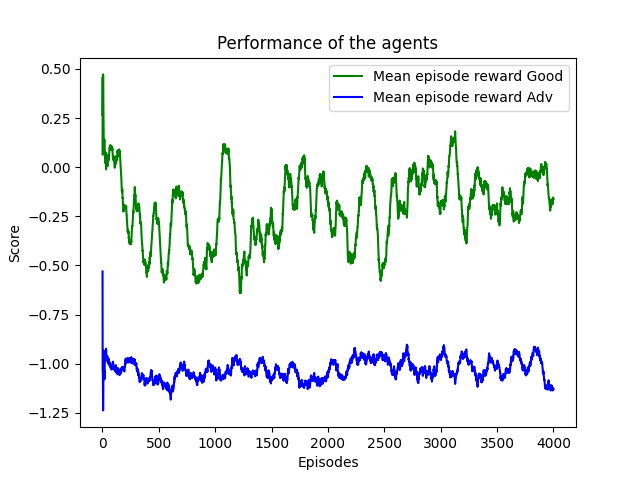 Performance of the agents
Mean episode reward Good
Mean episode reward Adv
Score
0.50
0.25
0.00
−0.25
−0.50
−0.75
−1.00
−1.25
0 500 1000 1500 2000 2500 3000 3500 4000
Episodes